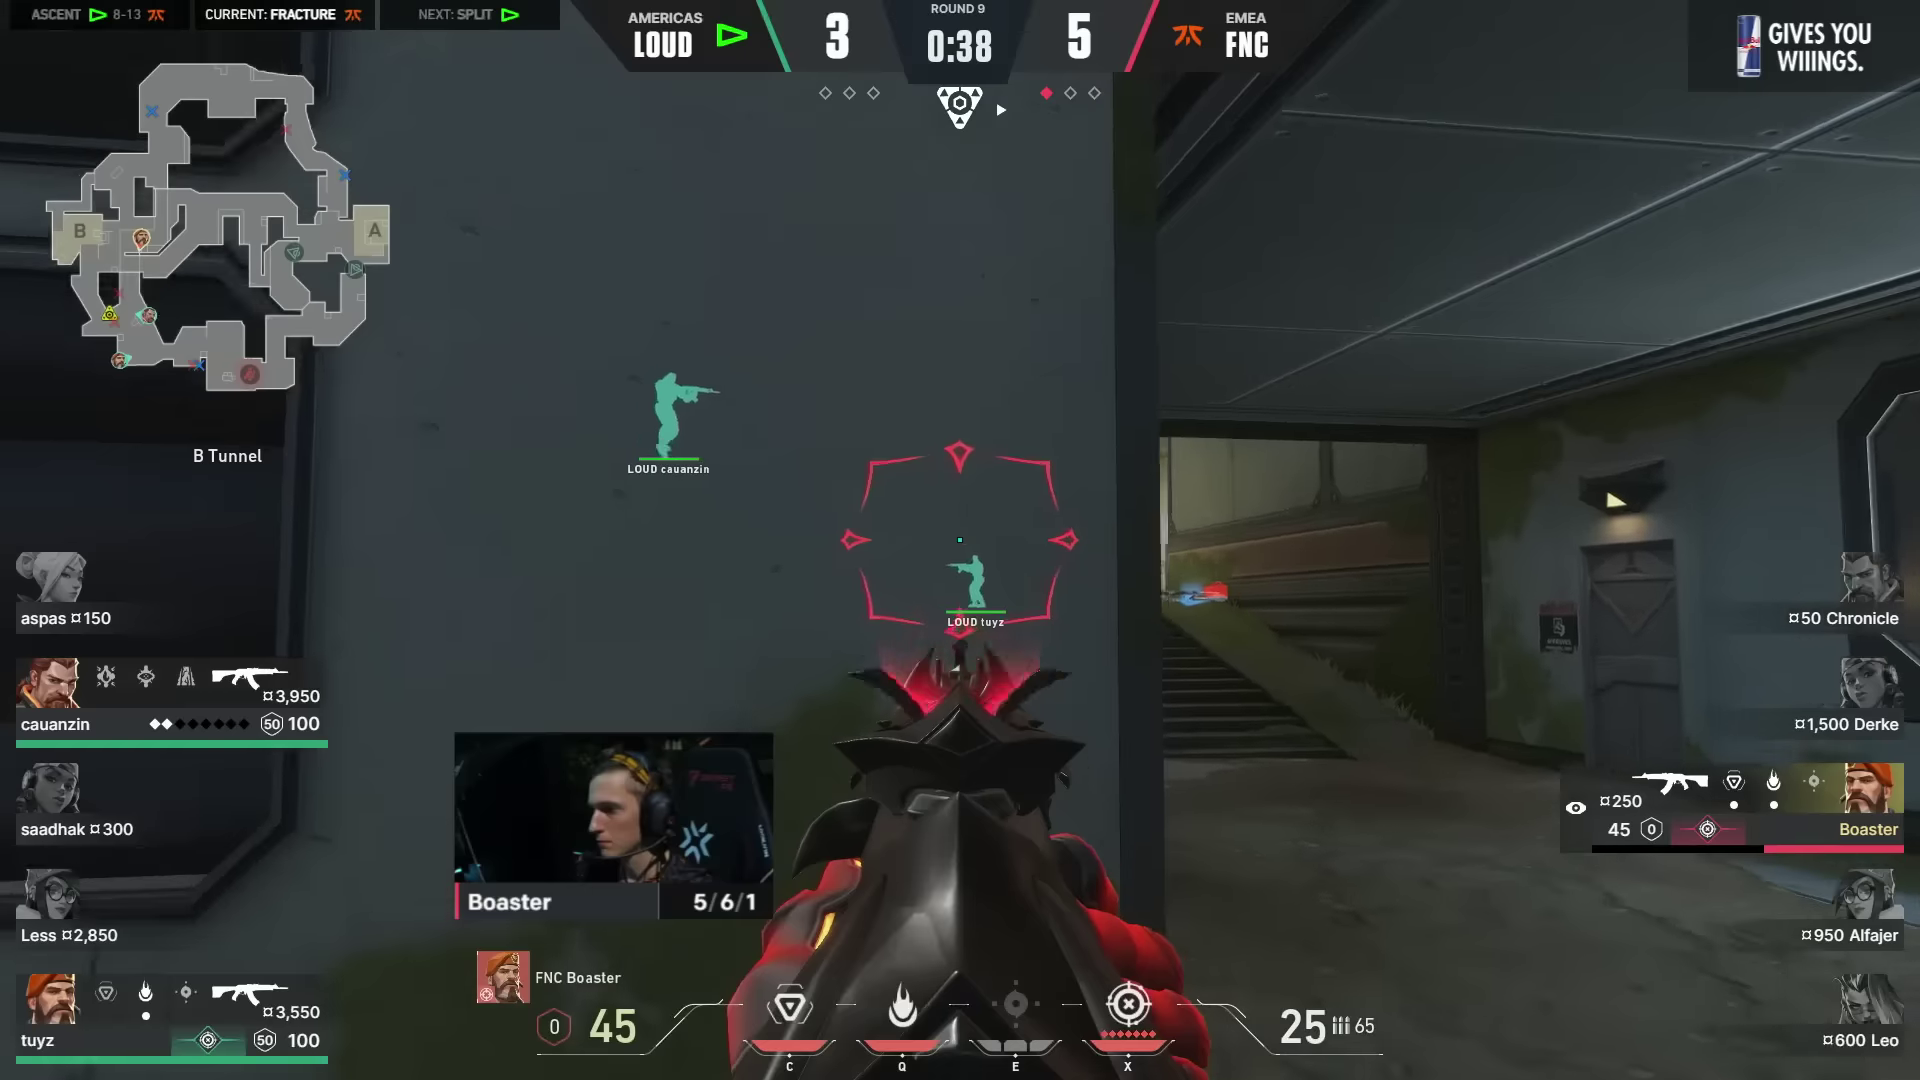 ASCENT 8-13
CURRENT: FRACTURE
NEXT: SPLIT
AMERICAS
LOUD
3
ROUND 9
0:38
5
EMEA
FNC
GIVES YOU
WIIINGS.
B
A
B Tunnel
LOUD cauanzin
LOUD tuyz
aspas ¤150
¤3,950
cauanzin 50 100
saadhak ¤300
Less ¤2,850
¤3,550
tuyz 50 100
¤50 Chronicle
¤1,500 Derke
¤250
45 0 Boaster
¤950 Alfajer
¤600 Leo
Boaster 5/6/1
FNC Boaster
0 45
C Q E X
25 65